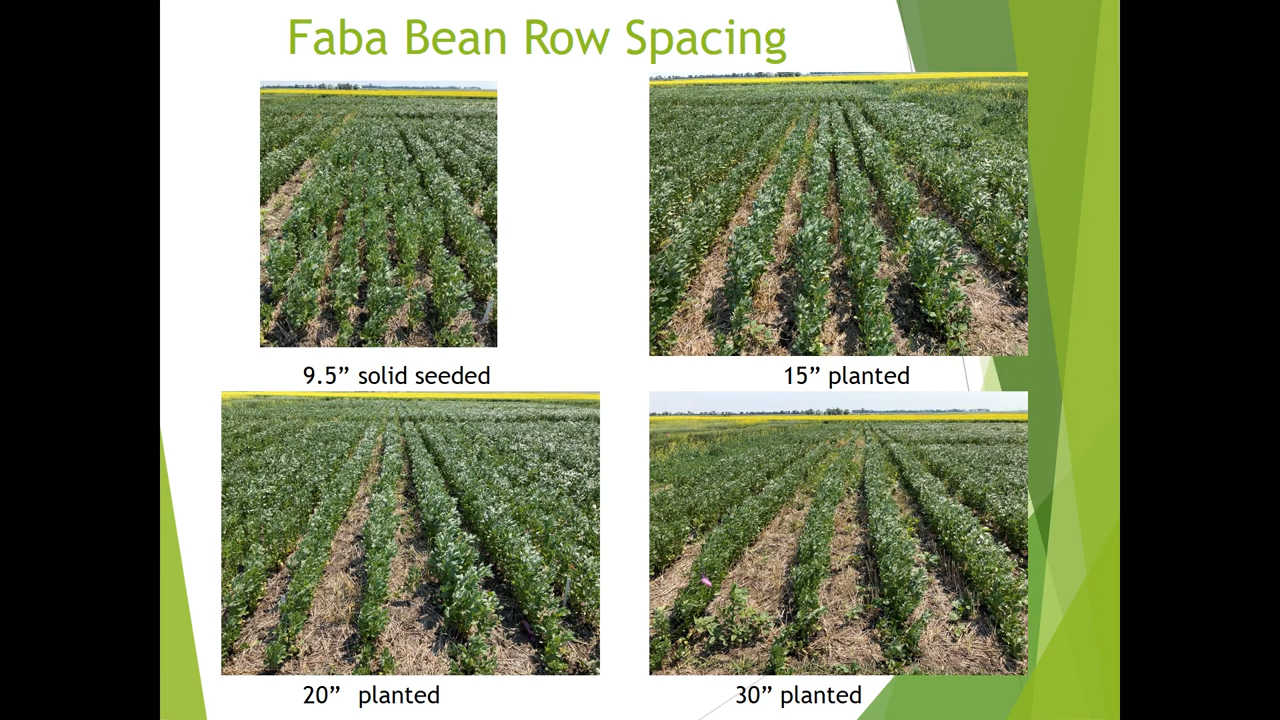 Faba Bean Row Spacing
9.5” solid seeded
15” planted
20” planted
30” planted